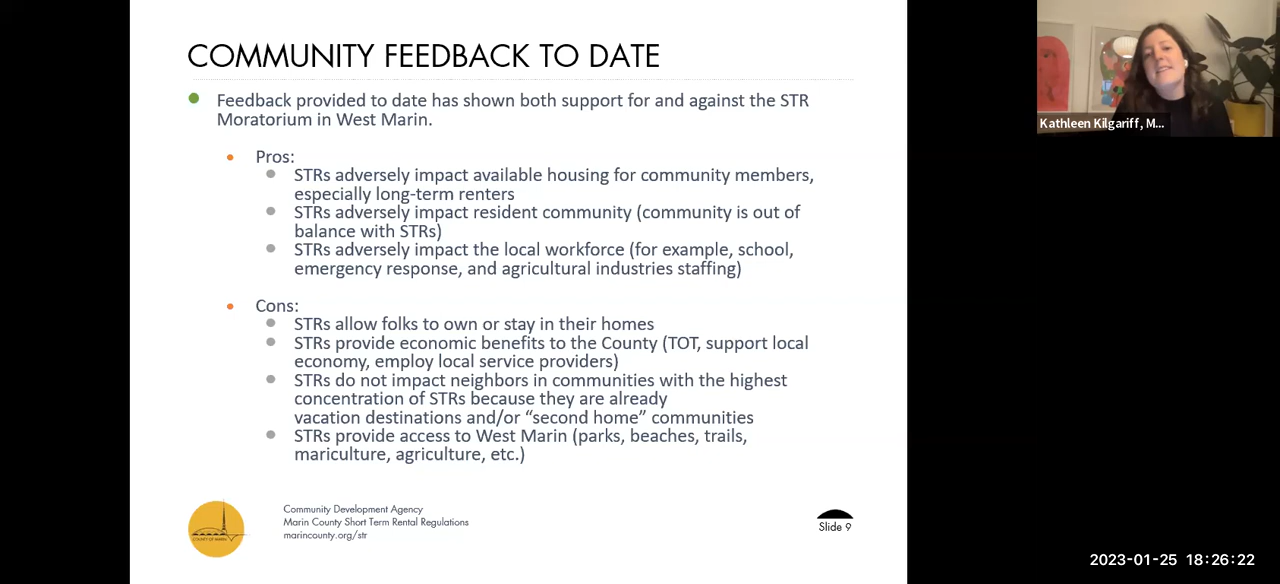 COMMUNITY FEEDBACK TO DATE
Feedback provided to date has shown both support for and against the STR
Moratorium in West Marin.
Pros:
STRs adversely impact available housing for community members,
especially long-term renters
STRs adversely impact resident community (community is out of
balance with STRs)
STRs adversely impact the local workforce (for example, school,
emergency response, and agricultural industries staffing)
Cons:
STRs allow folks to own or stay in their homes
STRs provide economic benefits to the County (TOT, support local
economy, employ local service providers)
STRs do not impact neighbors in communities with the highest
concentration of STRs because they are already
vacation destinations and/or “second home” communities
STRs provide access to West Marin (parks, beaches, trails,
mariculture, agriculture, etc.)
COUNTY OF MARIN
Community Development Agency
Marin County Short Term Rental Regulations
marincounty.org/str
Slide 9
Kathleen Kilgariff, M...
2023-01-25 18:26:22